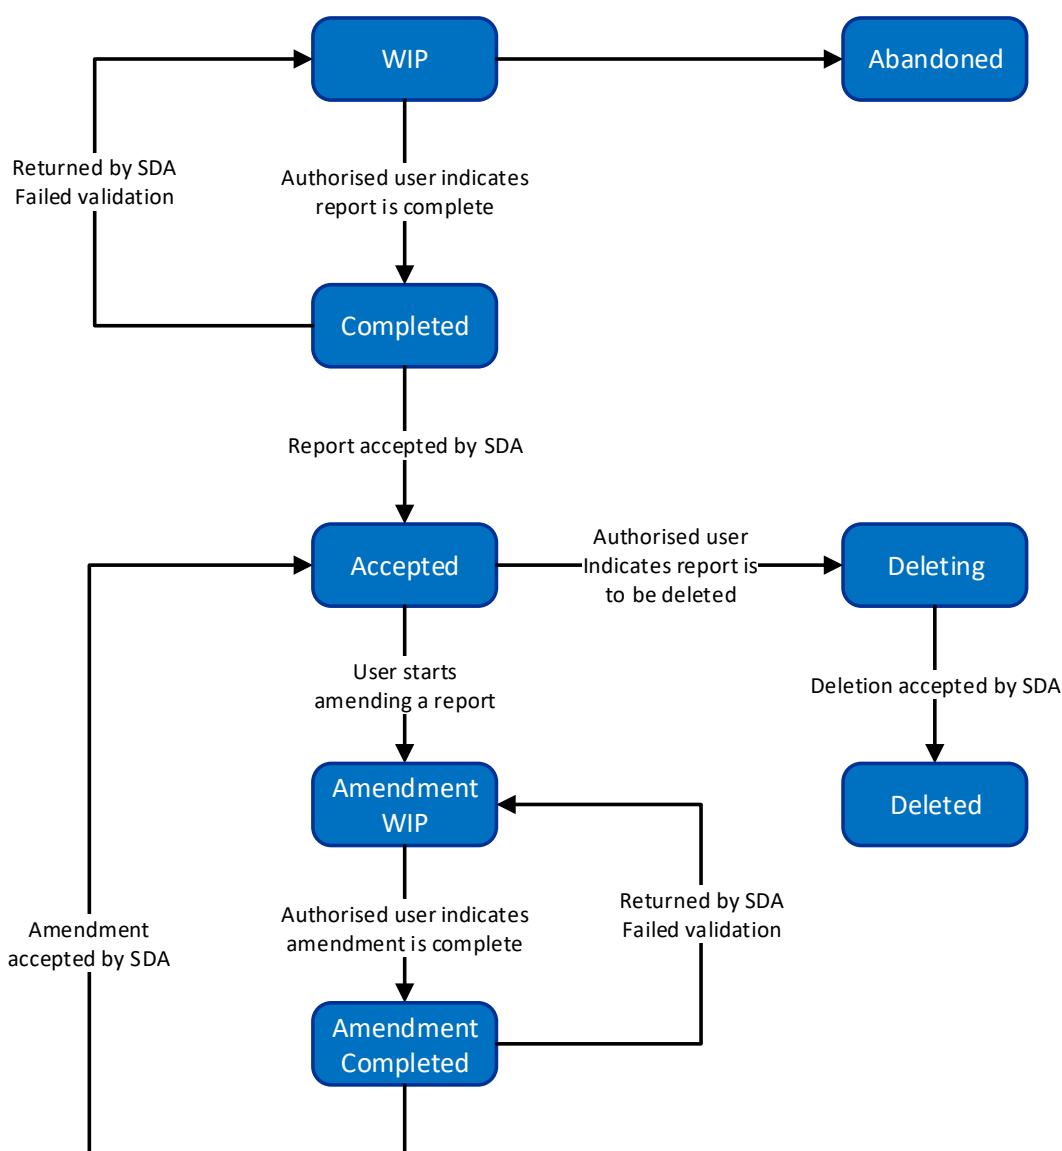 WIP
Abandoned
Returned by SDA
Failed validation
Authorised user indicates
report is complete
Completed
Report accepted by SDA
Accepted
Authorised user
Indicates report is
to be deleted
Deleting
User starts
amending a report
Deletion accepted by SDA
Amendment
WIP
Deleted
Authorised user indicates
amendment is complete
Returned by SDA
Failed validation
Amendment
accepted by SDA
Amendment
Completed